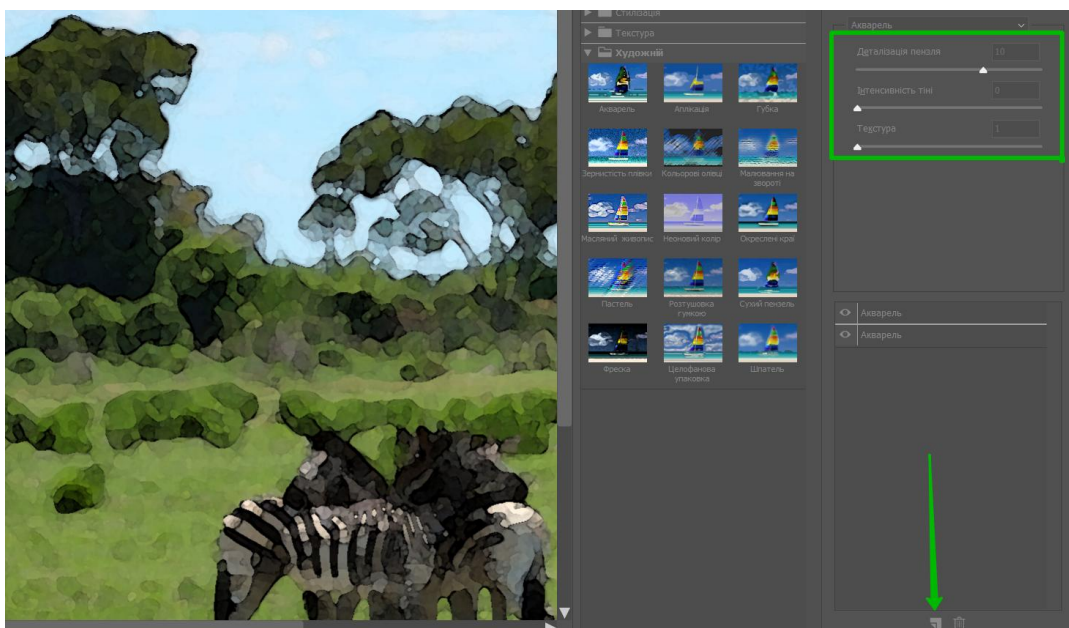 Стилізація
Текстура
Художній
Акварель
Аплікація
Губка
Зернистість плівки
Кольорові олівці
Малювання на
звороті
Масляний живопис
Неоновий колір
Окреслені краї
Пастель
Розтушовка
гумкою
Сухий пензель
Фреска
Целофанова
упаковка
Шпатель
Акварель
Деталізація пензля
10
Інтенсивність тіні
0
Текстура
1
Акварель
Акварель